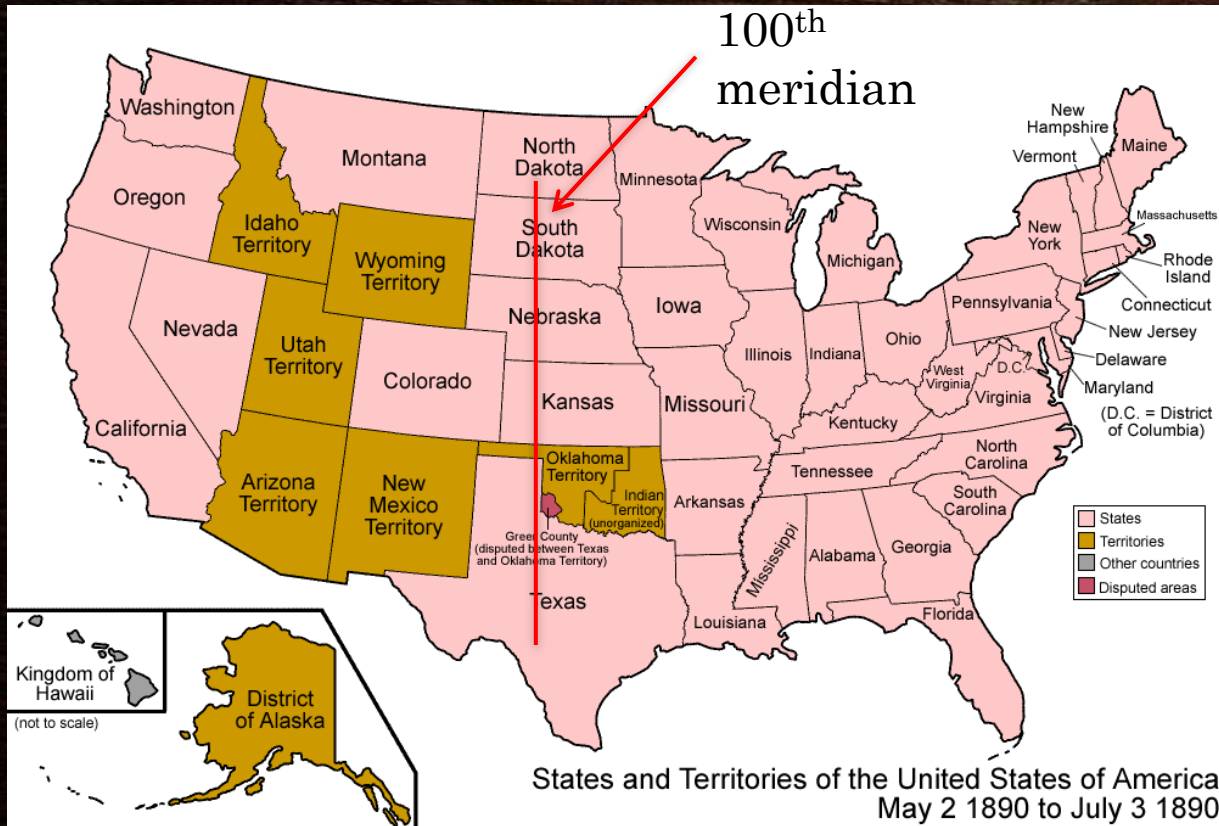 100th
meridian
Washington
Oregon
California
Nevada
Idaho
Territory
Montana
Wyoming
Territory
Utah
Territory
Colorado
Arizona
Territory
New
Mexico
Territory
North
Dakota
South
Dakota
Nebraska
Kansas
Oklahoma
Territory
Indian
Territory
(unorganized)
Greer County
(disputed between Texas
and Oklahoma Territory)
Texas
Minnesota
Iowa
Missouri
Arkansas
Louisiana
Wisconsin
Illinois
Michigan
Indiana
Ohio
Kentucky
Tennessee
Mississippi
Alabama
Georgia
Florida
South
Carolina
North
Carolina
Virginia
West
Virginia
D.C.
Pennsylvania
New
York
Vermont
New
Hampshire
Maine
Massachusetts
Rhode
Island
Connecticut
New Jersey
Delaware
Maryland
(D.C. = District
of Columbia)
States
Territories
Other countries
Disputed areas
Kingdom of
Hawaii
(not to scale)
District
of Alaska
States and Territories of the United States of America
May 2 1890 to July 3 1890